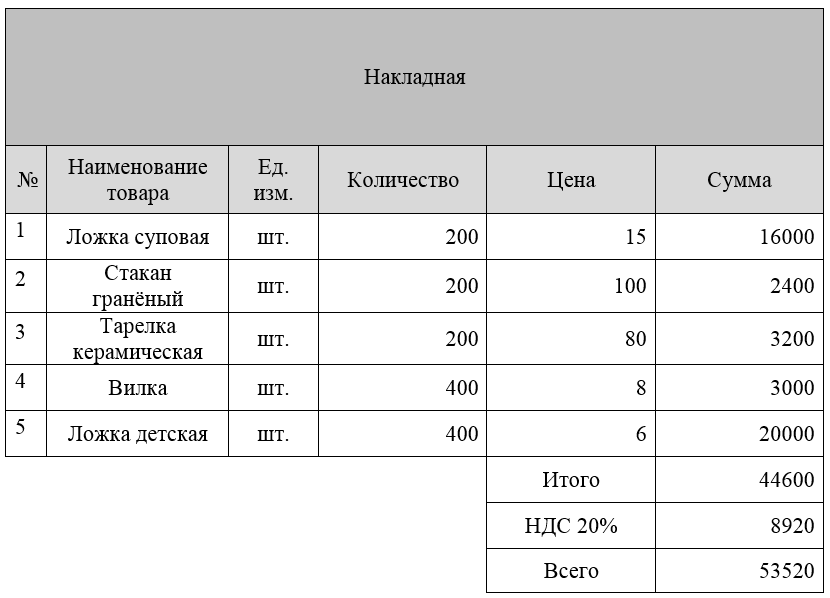 Накладная
№ Наименование товара Ед. изм. Количество Цена Сумма
1 Ложка суповая шт. 200 15 16000
2 Стакан гранёный шт. 200 100 2400
3 Тарелка керамическая шт. 200 80 3200
4 Вилка шт. 400 8 3000
5 Ложка детская шт. 400 6 20000
Итого 44600
НДС 20% 8920
Всего 53520